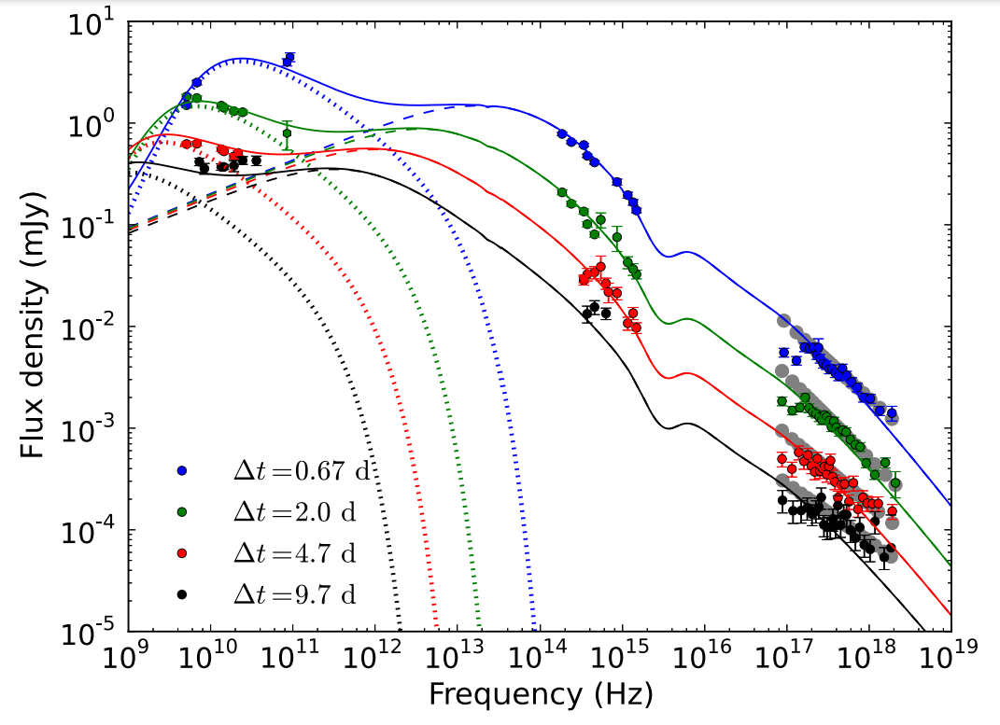 10^1
10^0
10^-1
10^-2
10^-3
10^-4
10^-5
Flux density (mJy)
Δt=0.67 d
Δt=2.0 d
Δt=4.7 d
Δt=9.7 d
10^9 10^10 10^11 10^12 10^13 10^14 10^15 10^16 10^17 10^18 10^19
Frequency (Hz)